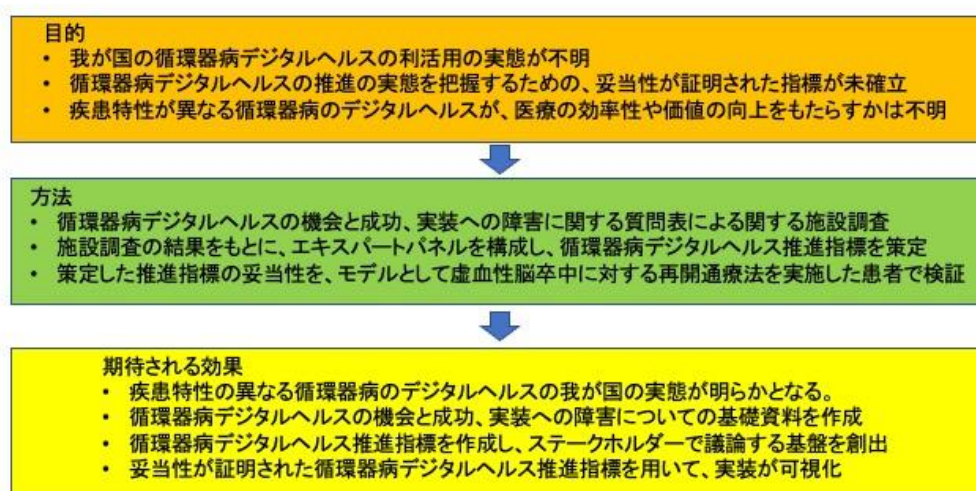 目的
• 我が国の循環器病デジタルヘルスの利活用の実態が不明
• 循環器病デジタルヘルスの推進の実態を把握するための、妥当性が証明された指標が未確立
• 疾患特性が異なる循環器病のデジタルヘルスが、医療の効率性や価値の向上をもたらすかは不明
方法
• 循環器病デジタルヘルスの機会と成功、実装への障害に関する質問表による関する施設調査
• 施設調査の結果をもとに、エキスパートパネルを構成し、循環器病デジタルヘルス推進指標を策定
• 策定した推進指標の妥当性を、モデルとして虚血性脳卒中に対する再開通療法を実施した患者で検証
期待される効果
• 疾患特性の異なる循環器病のデジタルヘルスの我が国の実態が明らかとなる。
• 循環器病デジタルヘルスの機会と成功、実装への障害についての基礎資料を作成
• 循環器病デジタルヘルス推進指標を作成し、ステークホルダーで議論する基盤を創出
• 妥当性が証明された循環器病デジタルヘルス推進指標を用いて、実装が可視化